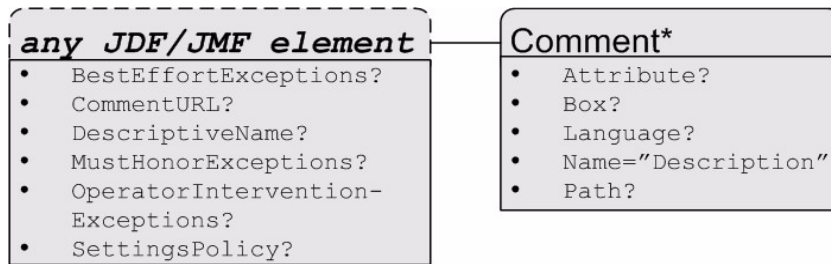 any JDF/JMF element
• BestEffortExceptions?
• CommentURL?
• DescriptiveName?
• MustHonorExceptions?
• OperatorIntervention-
Exceptions?
• SettingsPolicy?
Comment*
• Attribute?
• Box?
• Language?
• Name=”Description”
• Path?